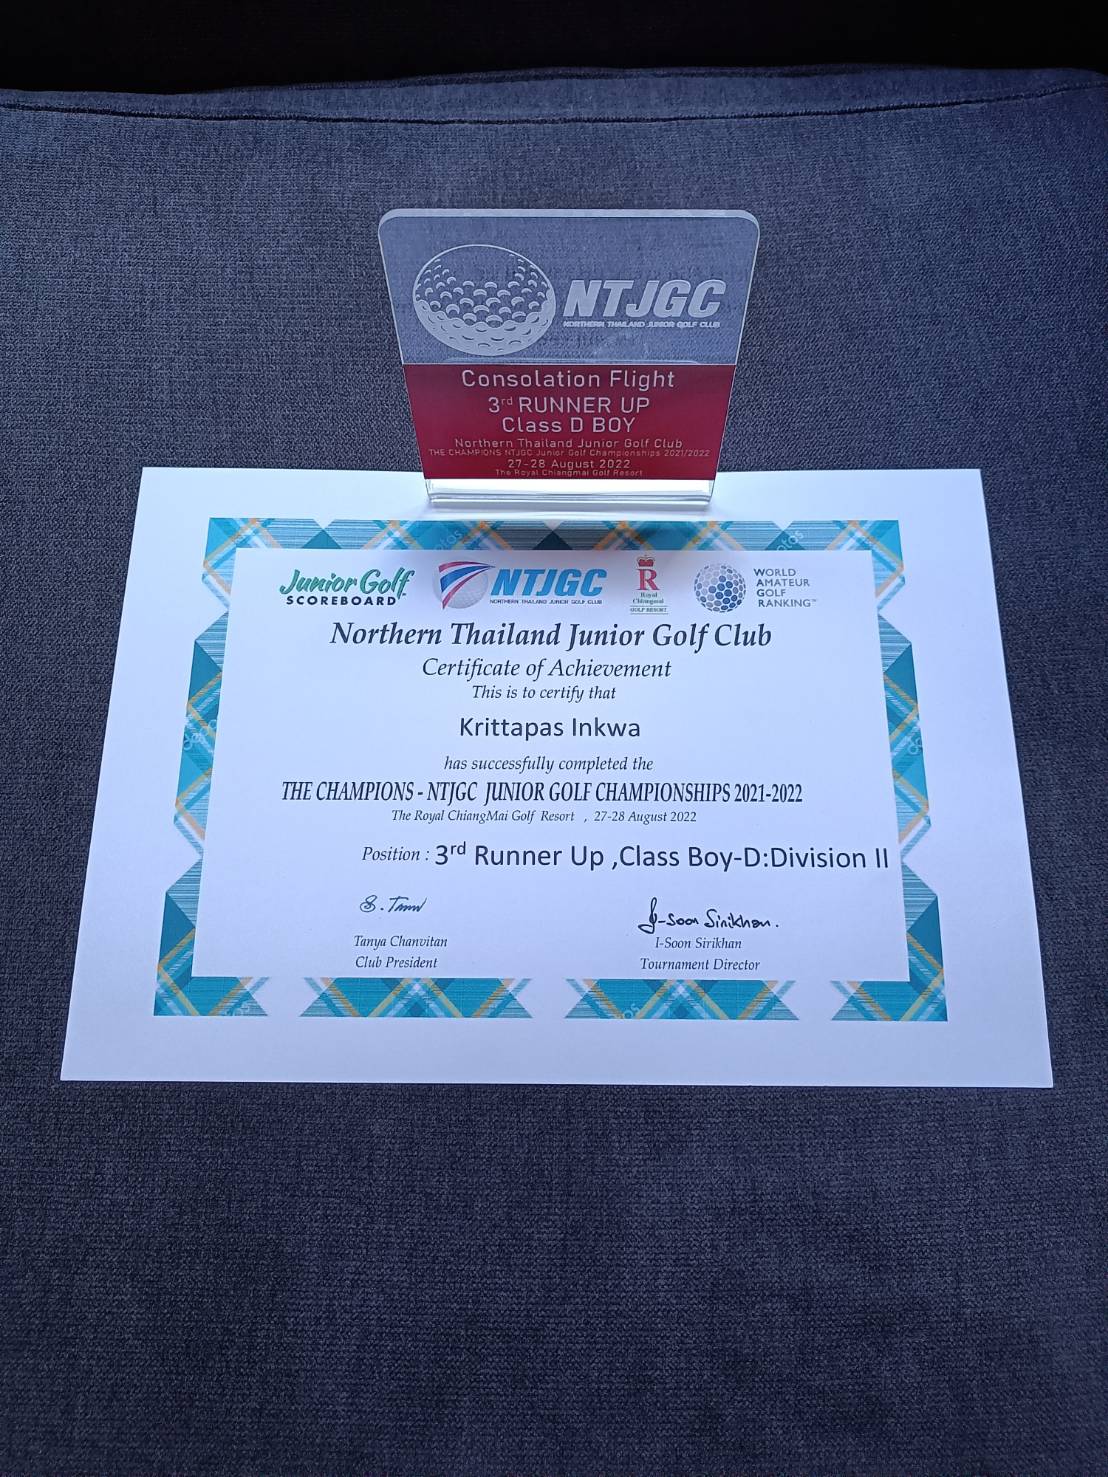 NTJGC
NORTHERN THAILAND JUNIOR GOLF CLUB
Consolation Flight
3rd RUNNER UP
Class D BOY
Northern Thailand Junior Golf Club
THE CHAMPIONS NTJGC Junior Golf Championships 2021/2022
27-28 August 2022
The Royal Chiangmai Golf Resort
Junior Golf
SCOREBOARD
NTJGC
NORTHERN THAILAND JUNIOR GOLF CLUB
R
Royal
Chiangmai
GOLF RESORT
WORLD
AMATEUR
GOLF
RANKING™
Northern Thailand Junior Golf Club
Certificate of Achievement
This is to certify that
Krittapas Inkwa
has successfully completed the
THE CHAMPIONS - NTJGC JUNIOR GOLF CHAMPIONSHIPS 2021-2022
The Royal ChiangMai Golf Resort , 27-28 August 2022
Position : 3rd Runner Up ,Class Boy-D:Division II
I-Soon Sirikhan.
Tanya Chanvitan
I-Soon Sirikhan
Club President
Tournament Director